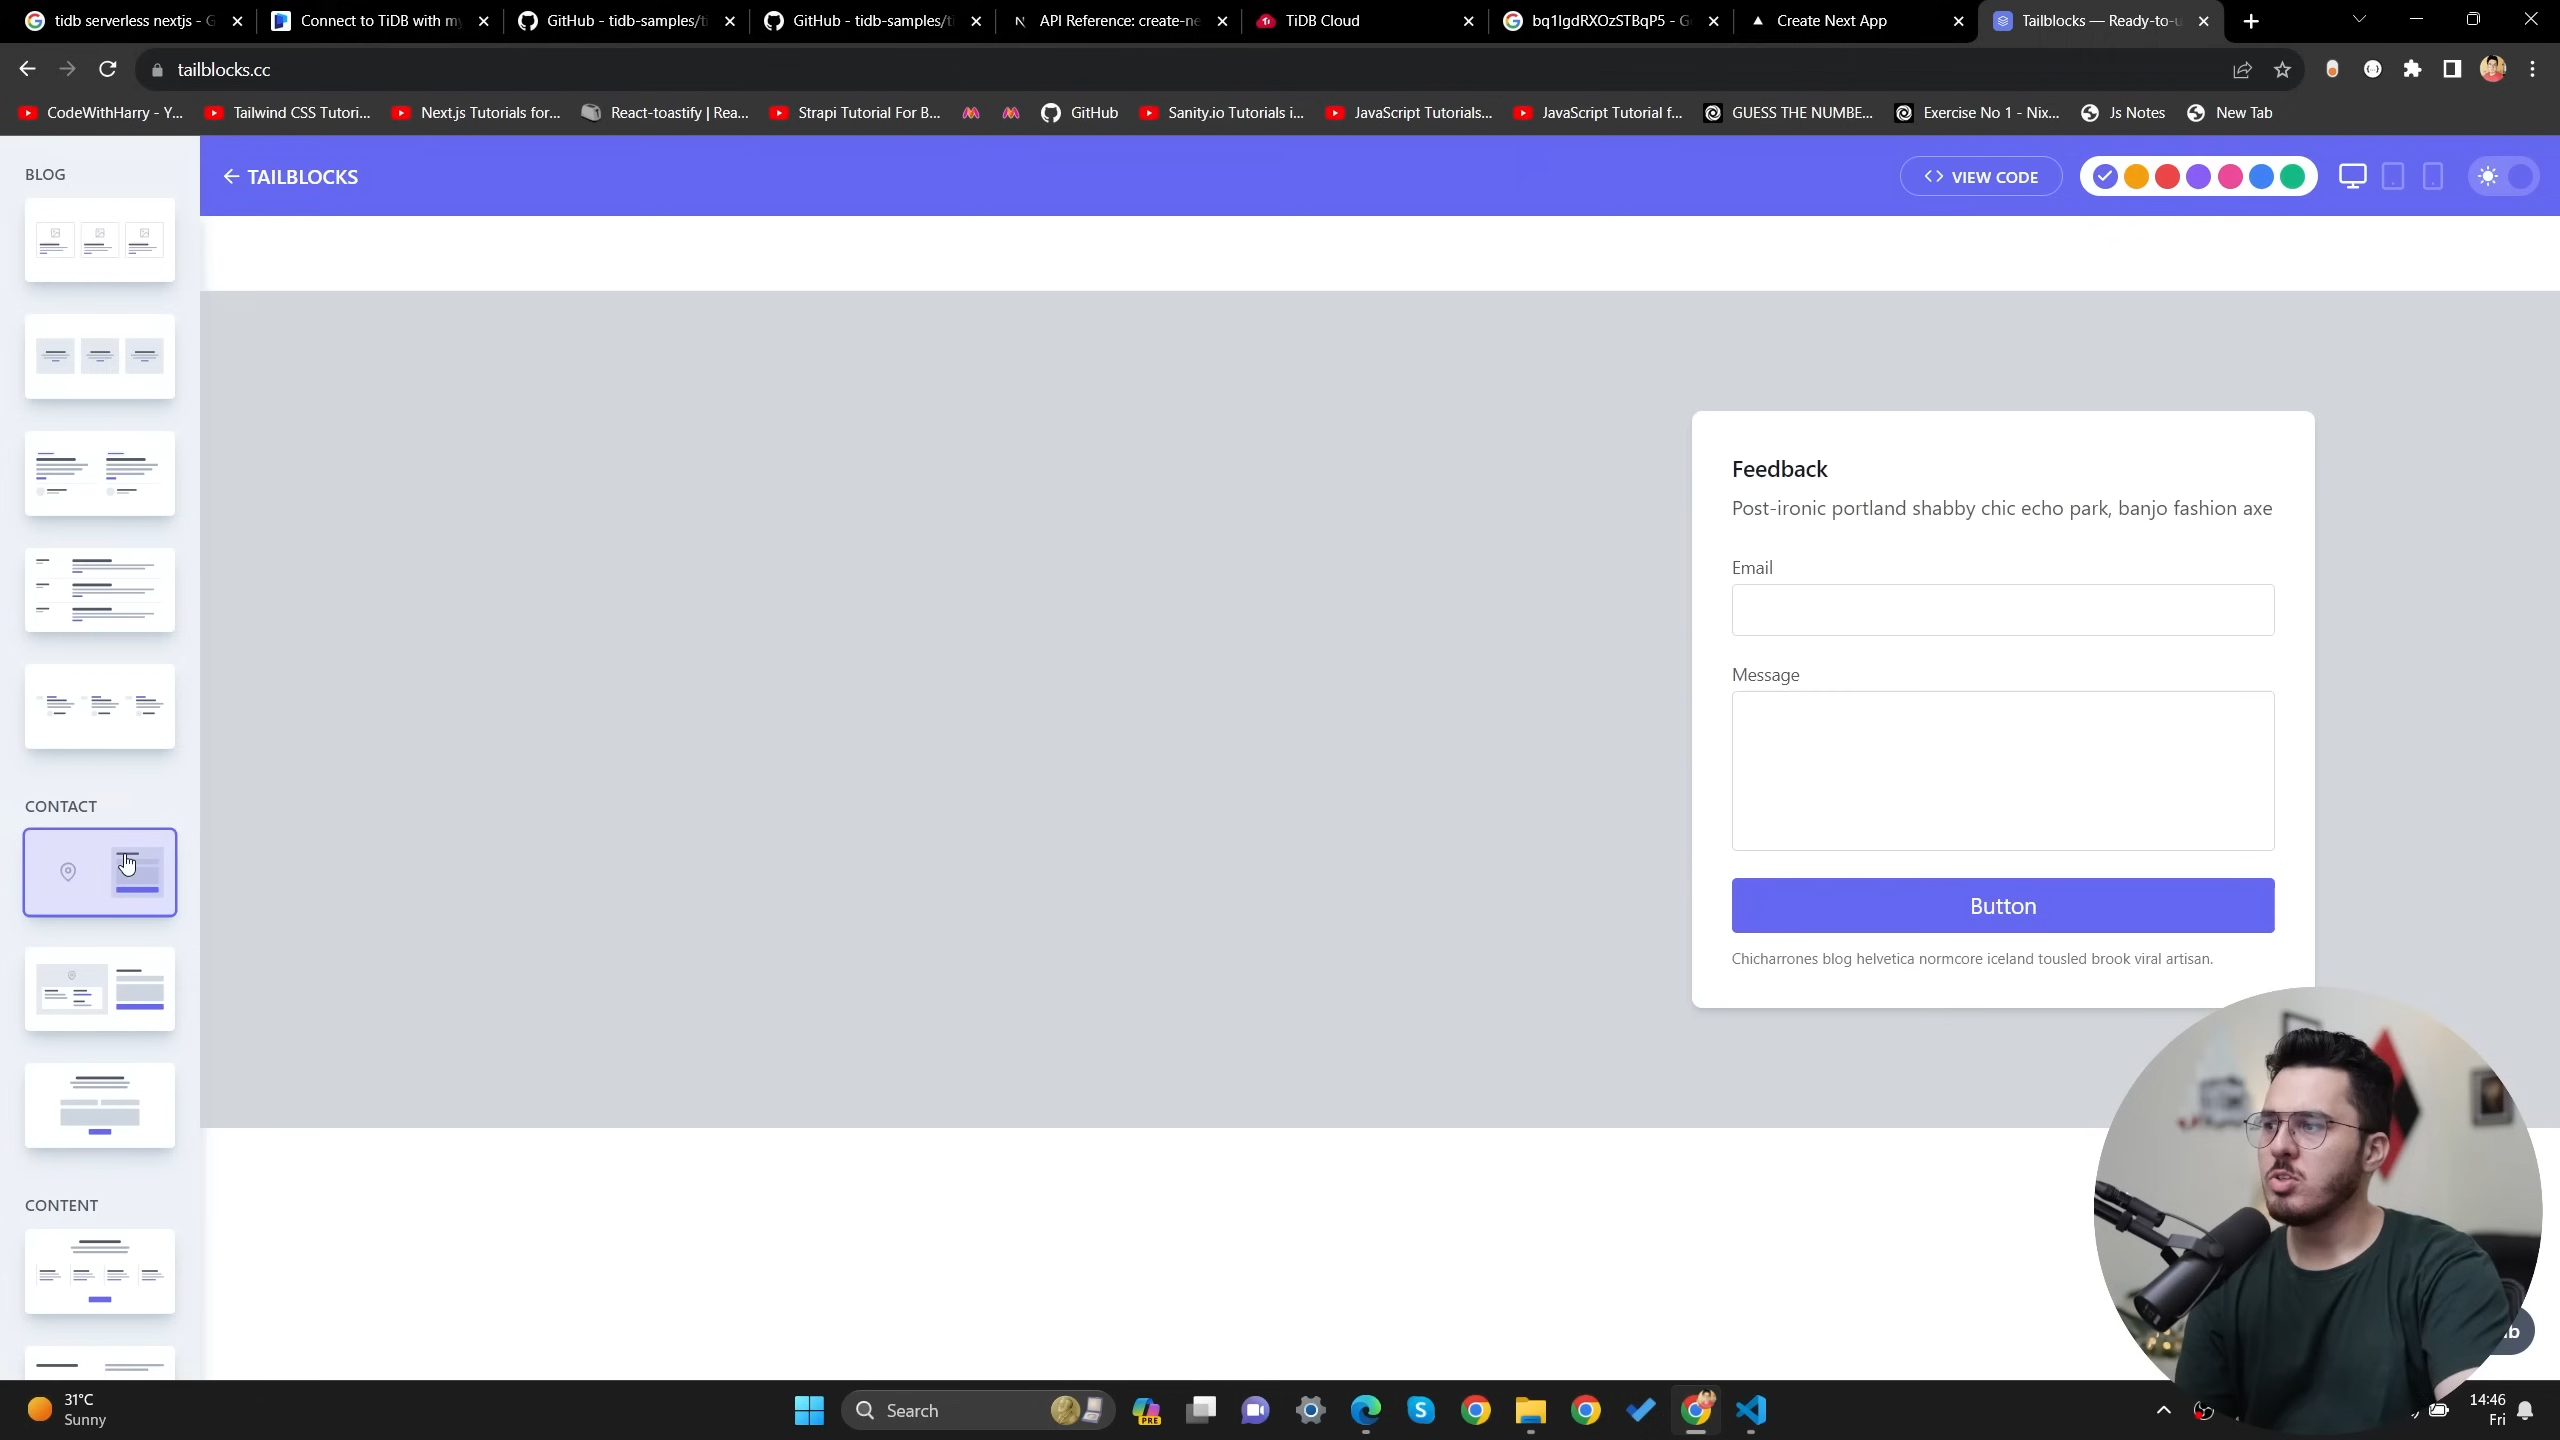 tidb serverless nextjs - G
Connect to TiDB with my
GitHub - tidb-samples/ti
GitHub - tidb-samples/ti
API Reference: create-ne
TiDB Cloud
bq1lgdRXOzSTBqP5 - G
Create Next App
Tailblocks — Ready-to-u
tailblocks.cc
CodeWithHarry - Y...
Tailwind CSS Tutori...
Next.js Tutorials for...
React-toastify | Rea...
Strapi Tutorial For B...
GitHub
Sanity.io Tutorials i...
JavaScript Tutorials...
JavaScript Tutorial f...
GUESS THE NUMBE...
Exercise No 1 - Nix...
Js Notes
New Tab
BLOG
TAILBLOCKS
VIEW CODE
Feedback
Post-ironic portland shabby chic echo park, banjo fashion axe
Email
Message
Button
Chicharrones blog helvetica normcore iceland tousled brook viral artisan.
CONTACT
CONTENT
31°C
Sunny
Search
PRE
14:46
Fri